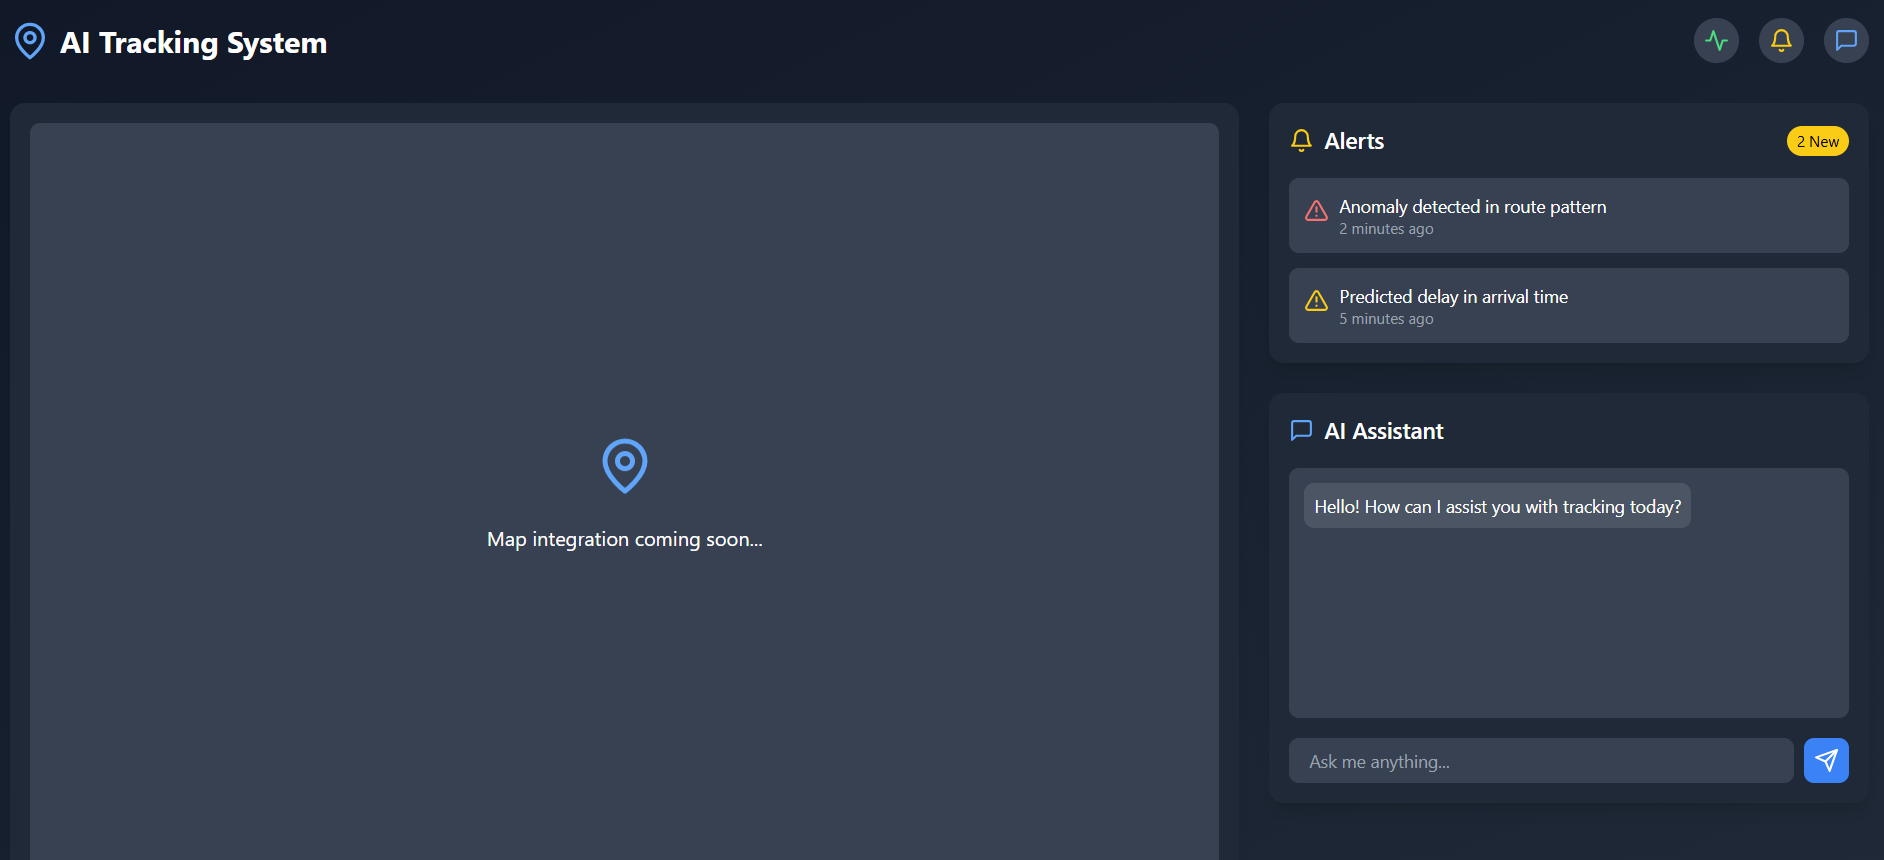 AI Tracking System
Map integration coming soon...
Alerts
2 New
Anomaly detected in route pattern
2 minutes ago
Predicted delay in arrival time
5 minutes ago
AI Assistant
Hello! How can I assist you with tracking today?
Ask me anything...